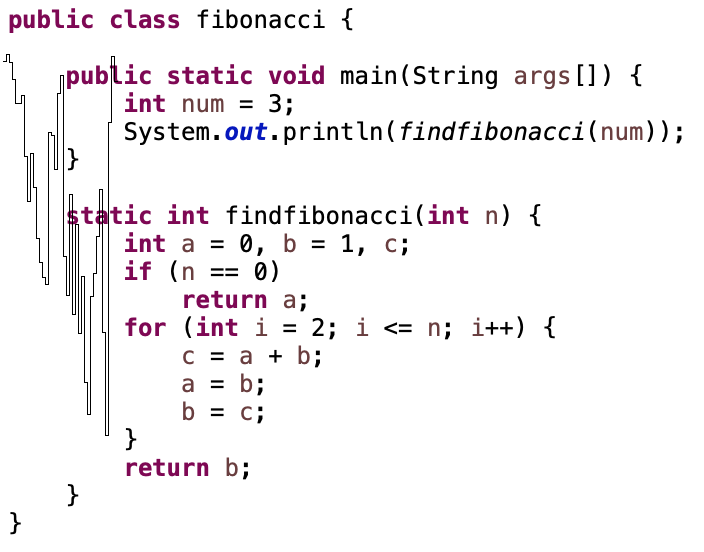 public class fibonacci {
public static void main(String args[]) {
int num = 3;
System.out.println(findfibonacci(num));
}
static int findfibonacci(int n) {
int a = 0, b = 1, c;
if (n == 0)
return a;
for (int i = 2; i <= n; i++) {
c = a + b;
a = b;
b = c;
}
return b;
}
}